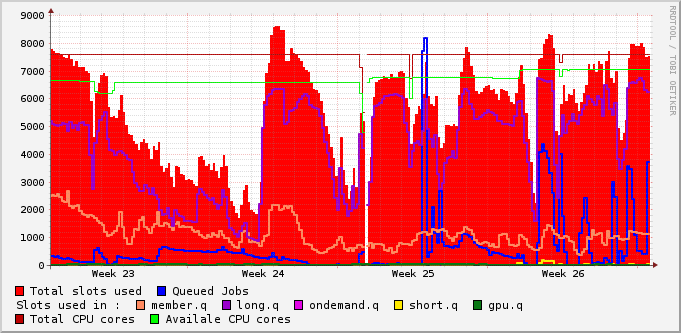 9000
8000
7000
6000
5000
4000
3000
2000
1000
0
Week 23 Week 24 Week 25 Week 26
Total slots used Queued Jobs
Slots used in : member.q long.q ondemand.q short.q gpu.q
Total CPU cores Availale CPU cores
RRDTOOL / TOBI OETIKER